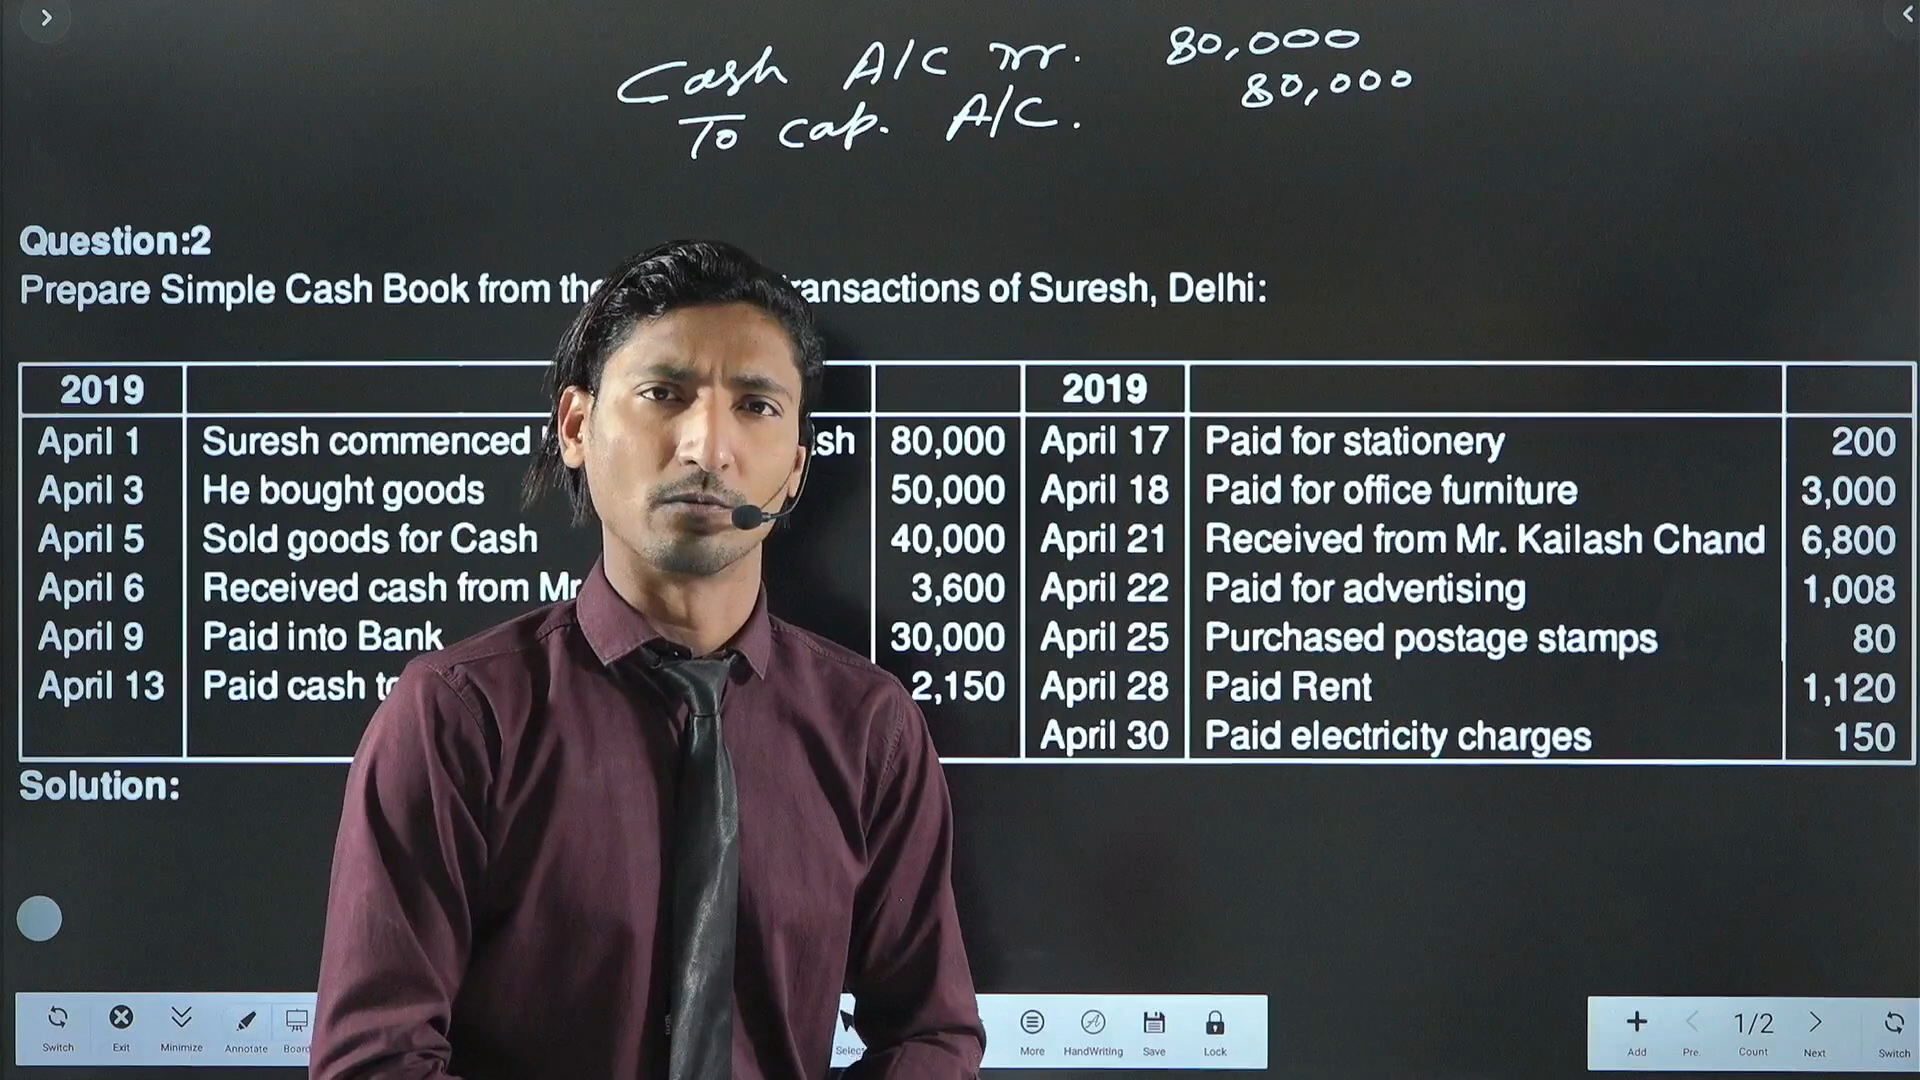 Cash A/C Dr. 80,000
To cap. A/C. 80,000
Question:2
Prepare Simple Cash Book from the transactions of Suresh, Delhi:
2019 2019
April 1 Suresh commenced 80,000 April 17 Paid for stationery 200
April 3 He bought goods 50,000 April 18 Paid for office furniture 3,000
April 5 Sold goods for Cash 40,000 April 21 Received from Mr. Kailash Chand 6,800
April 6 Received cash from Mr 3,600 April 22 Paid for advertising 1,008
April 9 Paid into Bank 30,000 April 25 Purchased postage stamps 80
April 13 Paid cash 2,150 April 28 Paid Rent 1,120
April 30 Paid electricity charges 150
Solution:
Switch Exit Minimize Annotate Board Select More HandWriting Save Lock Add Pre. 1/2 Count Next Switch